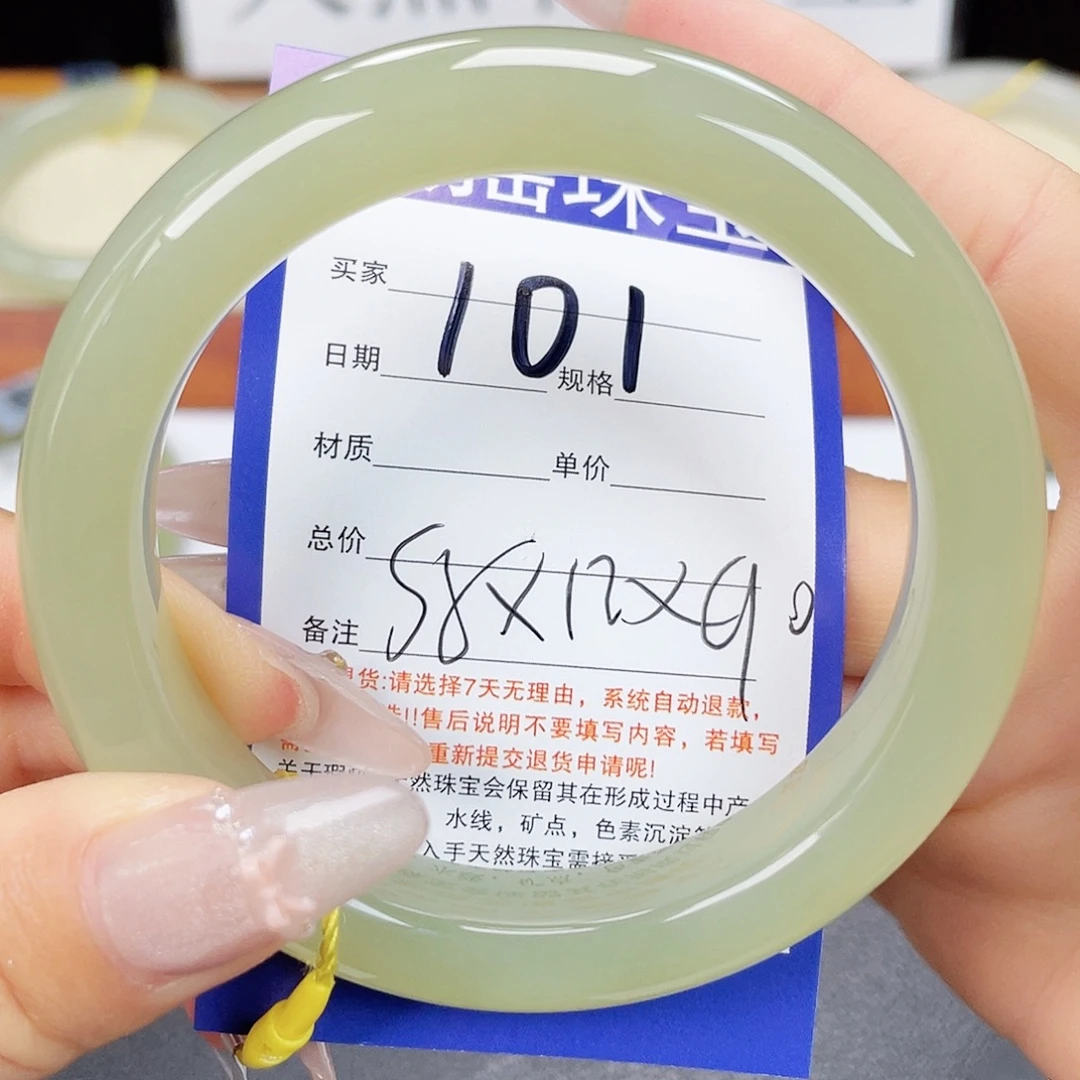 珠宝
买家 101
日期 规格
材质 单价
总价
备注 58x12x9.
货:请选择7天无理由，系统自动退款，
!!售后说明不要填写内容，若填写
重新提交退货申请呢!
然珠宝会保留其在形成过程中产
水线，矿点，色素沉淀
入手天然珠宝需接受